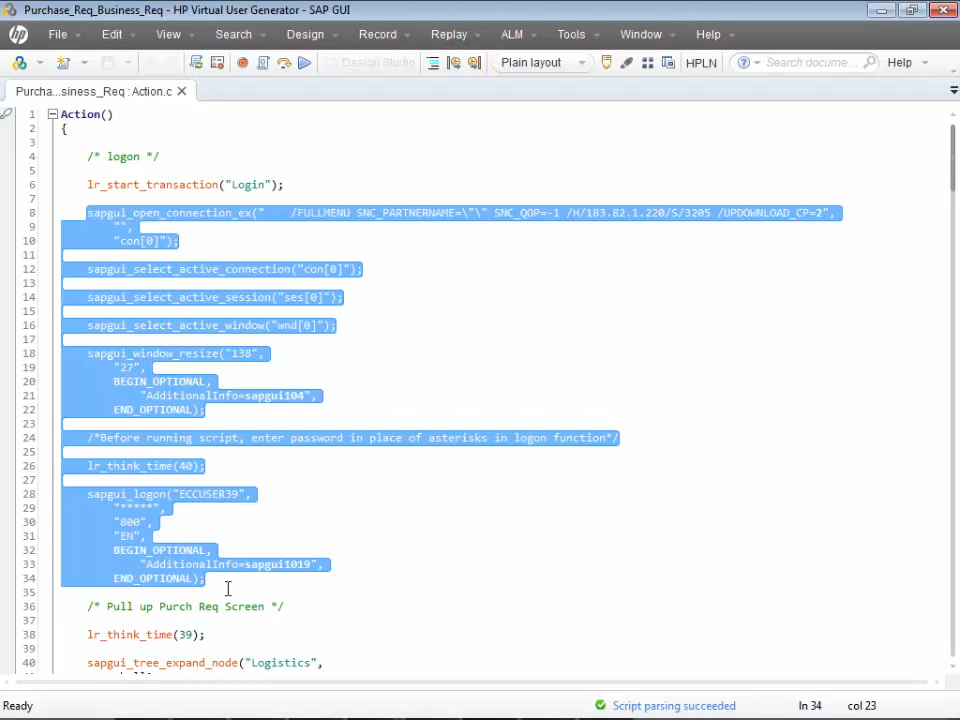 Purchase_Req_Business_Req - HP Virtual User Generator - SAP GUI
hp File Edit View Search Design Record Replay ALM Tools Window Help
Design Studio Plain layout HPLN Search docume... Help
Purcha...siness_Req : Action.c
1 Action()
2 {
3
4 /* logon */
5
6 lr_start_transaction("Login");
7
8 sapgui_open_connection_ex(" /FULLMENU SNC_PARTNERNAME=\"\" SNC_QOP=-1 /H/183.82.1.220/S/3205 /UPDOWNLOAD_CP=2",
9 "",
10 "con[0]");
11
12 sapgui_select_active_connection("con[0]");
13
14 sapgui_select_active_session("ses[0]");
15
16 sapgui_select_active_window("wnd[0]");
17
18 sapgui_window_resize("138",
19 "27",
20 BEGIN_OPTIONAL,
21 "AdditionalInfo=sapgui104",
22 END_OPTIONAL);
23
24 /*Before running script, enter password in place of asterisks in logon function*/
25
26 lr_think_time(40);
27
28 sapgui_logon("ECCUSER39",
29 "*****",
30 "800",
31 "EN",
32 BEGIN_OPTIONAL,
33 "AdditionalInfo=sapgui1019",
34 END_OPTIONAL);
35
36 /* Pull up Purch Req Screen */
37
38 lr_think_time(39);
39
40 sapgui_tree_expand_node("Logistics",
Ready Script parsing succeeded ln 34 col 23